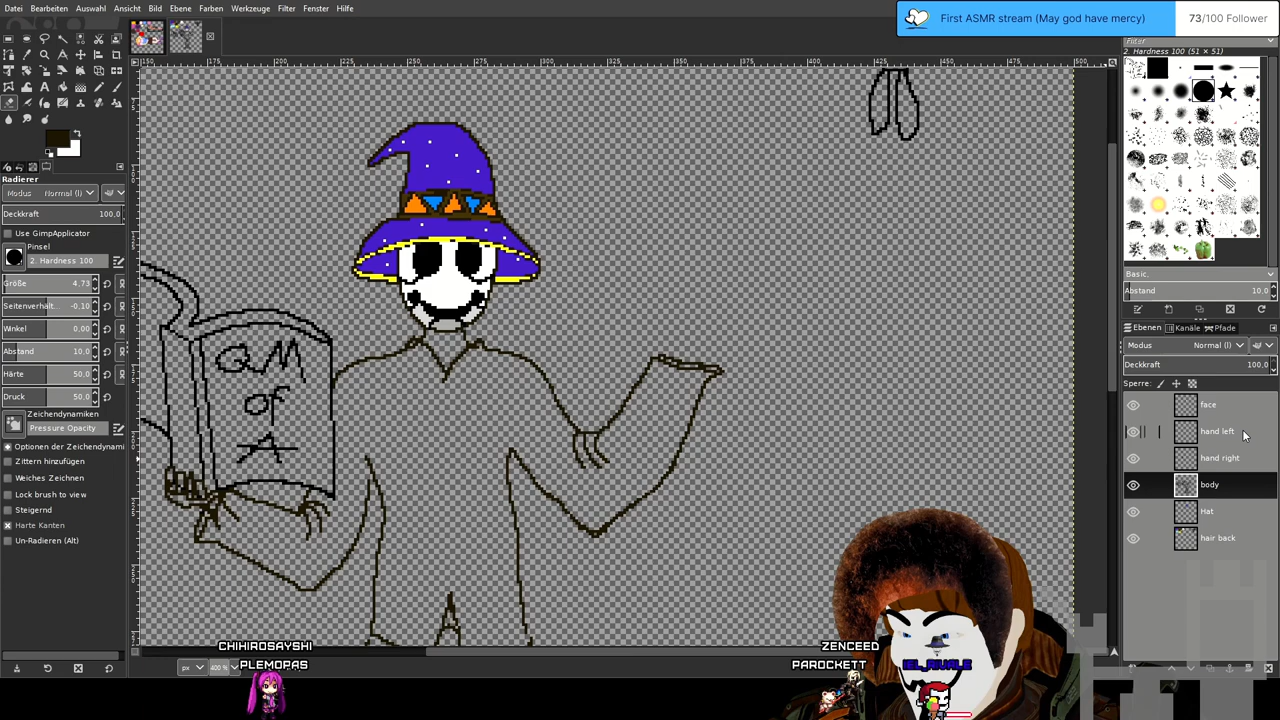 Datei Bearbeiten Auswahl Ansicht Bild Ebene Farben Werkzeuge Filter Fenster Hilfe
First ASMR stream (May god have mercy) 73/100 Follower
Filter
2. Hardness 100 (51 × 51)
Radierer
Modus Normal (l)
Deckkraft 100,0
Use GimpApplicator
Pinsel
2. Hardness 100
Größe 4.73
Seitenverhält... -0,10
Winkel 0,00
Abstand 10,0
Härte 50,0
Druck 50,0
Zeichendynamiken
Pressure Opacity
Optionen der Zeichendynami
Zittern hinzufügen
Weiches Zeichnen
Lock brush to view
Steigernd
Harte Kanten
Un-Radieren (Alt)
QM
of
A
Basic,
Abstand 10,0
Ebenen Kanäle Pfade
Modus Normal (l)
Deckkraft 100,0
Sperre:
face
hand left
hand right
body
Hat
hair back
CHIHIROSAYSHI
PLEMOPAS
ZENCEED
PAROCKETT
px 400 %